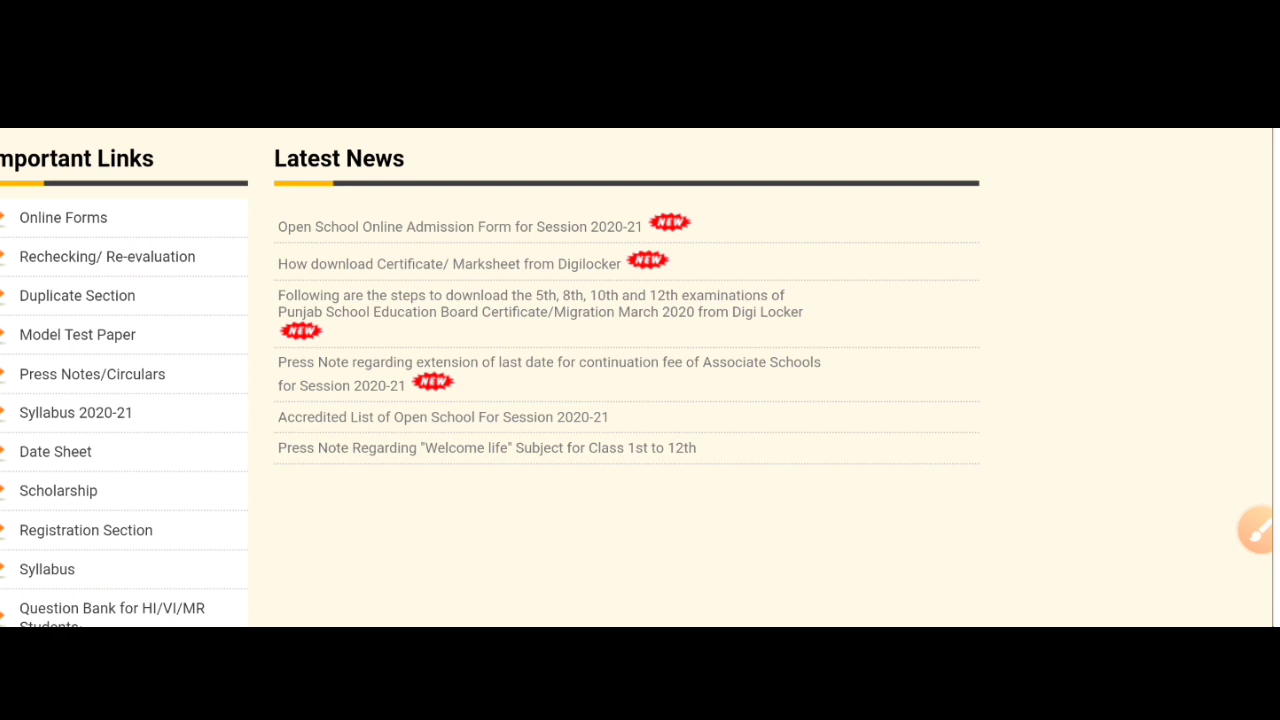 mportant Links
Online Forms
Rechecking/ Re-evaluation
Duplicate Section
Model Test Paper
Press Notes/Circulars
Syllabus 2020-21
Date Sheet
Scholarship
Registration Section
Syllabus
Question Bank for HI/VI/MR
Students:
Latest News
Open School Online Admission Form for Session 2020-21 NEW
How download Certificate/ Marksheet from Digilocker NEW
Following are the steps to download the 5th, 8th, 10th and 12th examinations of
Punjab School Education Board Certificate/Migration March 2020 from Digi Locker
NEW
Press Note regarding extension of last date for continuation fee of Associate Schools
for Session 2020-21 NEW
Accredited List of Open School For Session 2020-21
Press Note Regarding "Welcome life" Subject for Class 1st to 12th